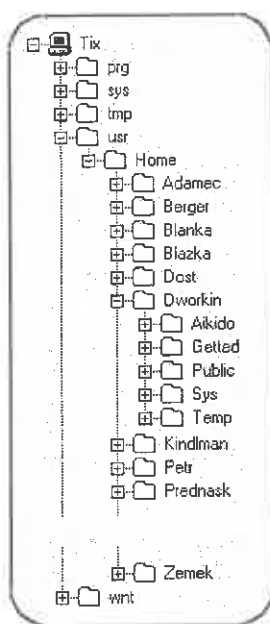 Tix
prg
sys
tmp
usr
Home
Adamec
Berger
Blanka
Blazka
Dost
Dworkin
Aikido
Getted
Public
Sys
Temp
Kindlman
Petr
Prednask
Zemek
wnt